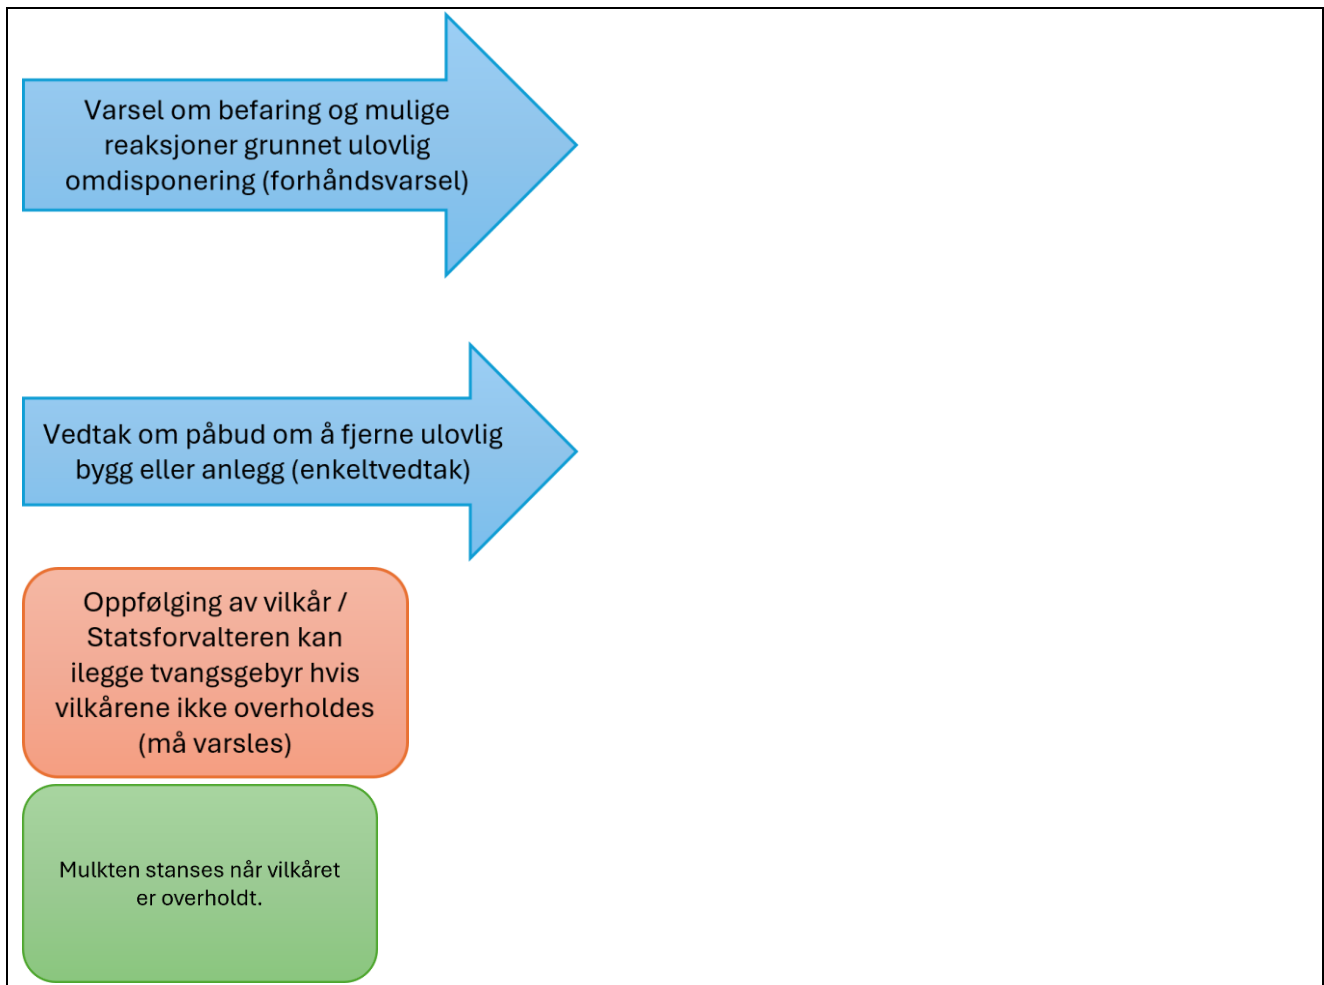 Varsel om befaring og mulige
reaksjoner grunnet ulovlig
omdisponering (forhåndsvarsel)
Vedtak om påbud om å fjerne ulovlig
bygg eller anlegg (enkeltvedtak)
Oppfølging av vilkår /
Statsforvalteren kan
ilegge tvangsgebyr hvis
vilkårene ikke overholdes
(må varsles)
Mulkten stanses når vilkåret
er overholdt.